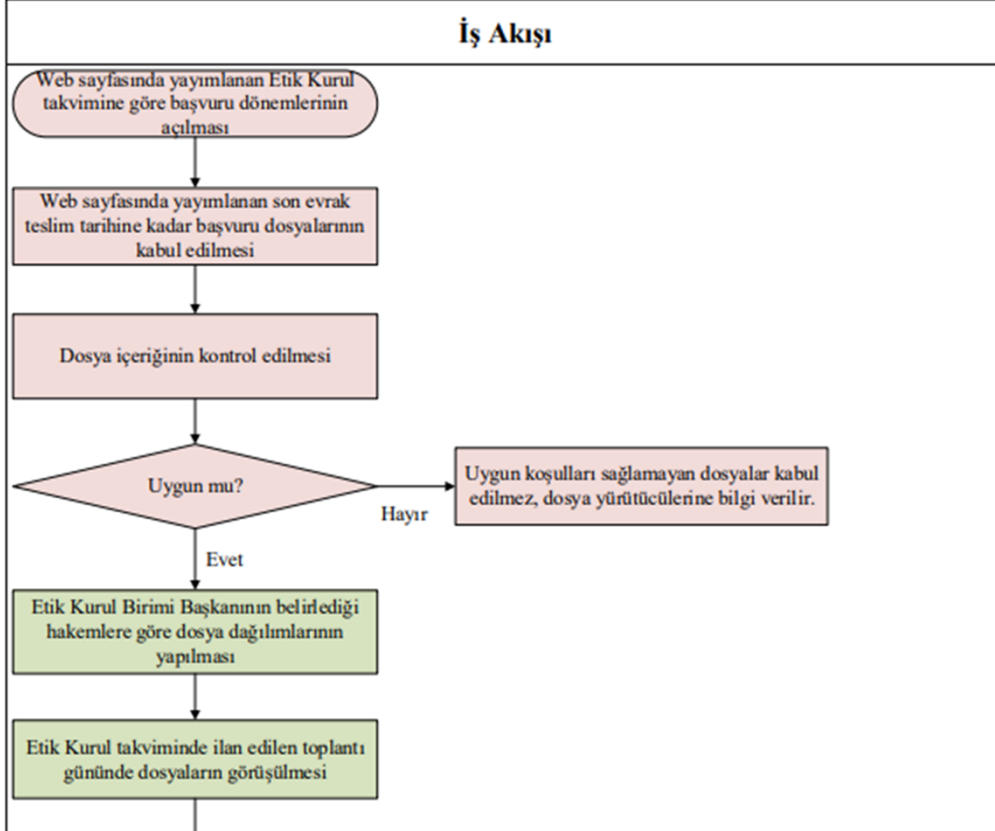 İş Akışı
Web sayfasında yayımlanan Etik Kurul
takvimine göre başvuru dönemlerinin
açılması
Web sayfasında yayımlanan son evrak
teslim tarihine kadar başvuru dosyalarının
kabul edilmesi
Dosya içeriğinin kontrol edilmesi
Uygun mu?
Uygun koşulları sağlamayan dosyalar kabul
edilmez, dosya yürütücülerine bilgi verilir.
Hayır
Evet
Etik Kurul Birimi Başkanının belirlediği
hakemlere göre dosya dağılımlarının
yapılması
Etik Kurul takviminde ilan edilen toplantı
gününde dosyaların görüşülmesi